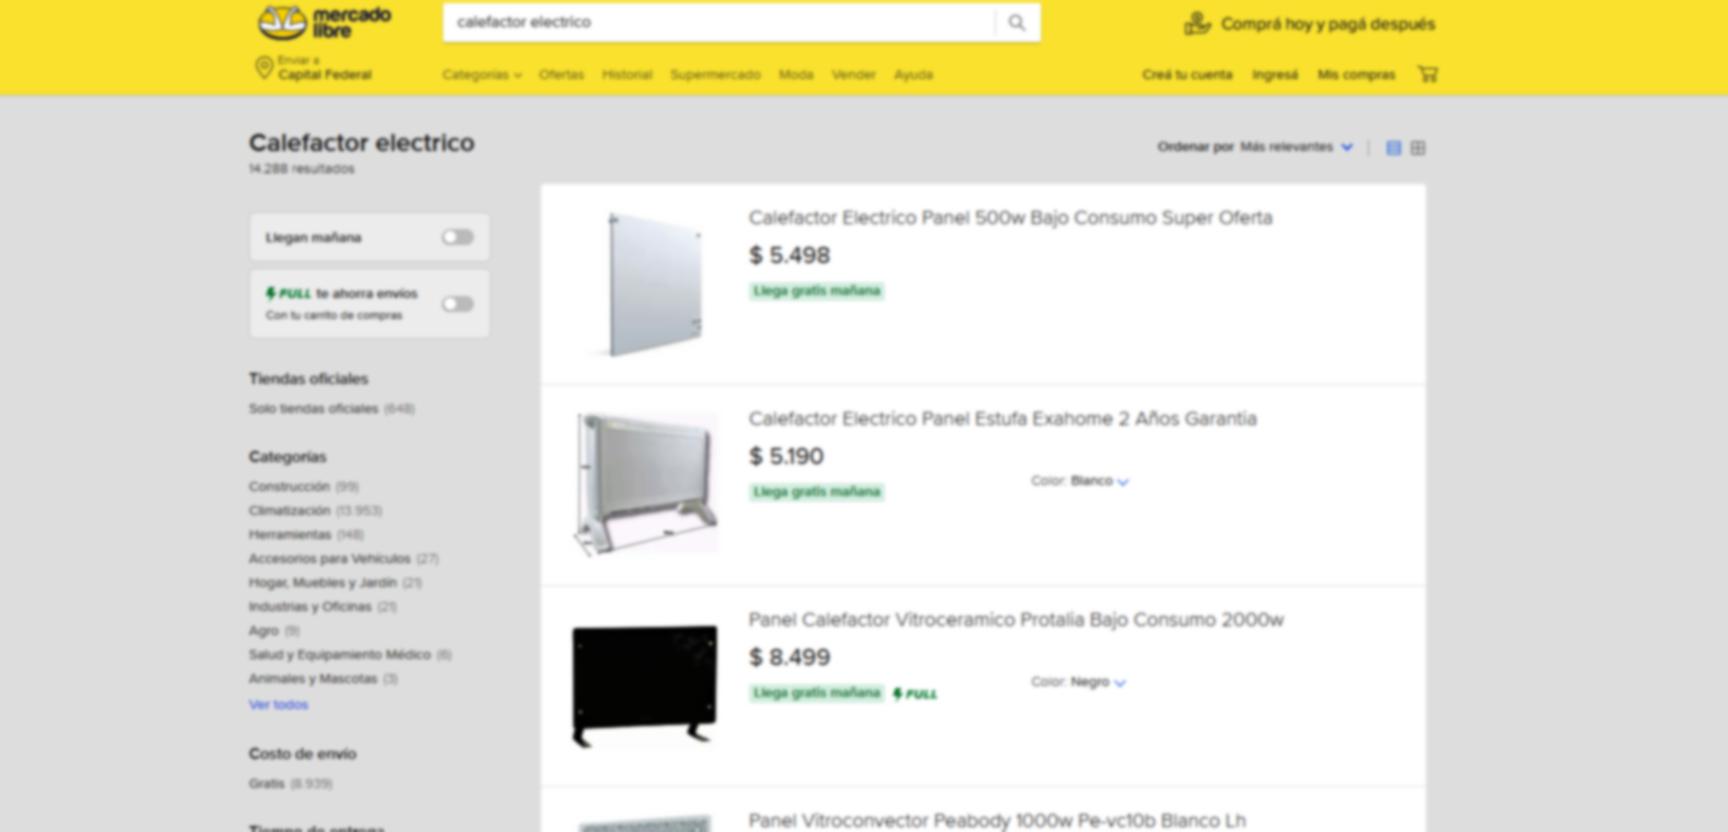 mercado
libre
calefactor electrico
Comprá hoy y pagá después
Enviar a
Capital Federal
Categorías Ofertas Historial Supermercado Moda Vender Ayuda
Creá tu cuenta Ingresá Mis compras
Calefactor electrico
14.288 resultados
Ordenar por Más relevantes
Llegan mañana
FULL te ahorra envíos
Con tu carrito de compras
Tiendas oficiales
Solo tiendas oficiales (648)
Categorías
Construcción (99)
Climatización (13.953)
Herramientas (148)
Accesorios para Vehículos (27)
Hogar, Muebles y Jardín (21)
Industrias y Oficinas (21)
Agro (9)
Salud y Equipamiento Médico (6)
Animales y Mascotas (3)
Ver todos
Costo de envío
Gratis (8.939)
Tiempo de entrega
Calefactor Electrico Panel 500w Bajo Consumo Super Oferta
$ 5.498
Llega gratis mañana
Calefactor Electrico Panel Estufa Exahome 2 Años Garantia
$ 5.190
Llega gratis mañana
Color: Blanco
Panel Calefactor Vitroceramico Protalia Bajo Consumo 2000w
$ 8.499
Llega gratis mañana FULL
Color: Negro
Panel Vitroconvector Peabody 1000w Pe-vc10b Blanco Lh